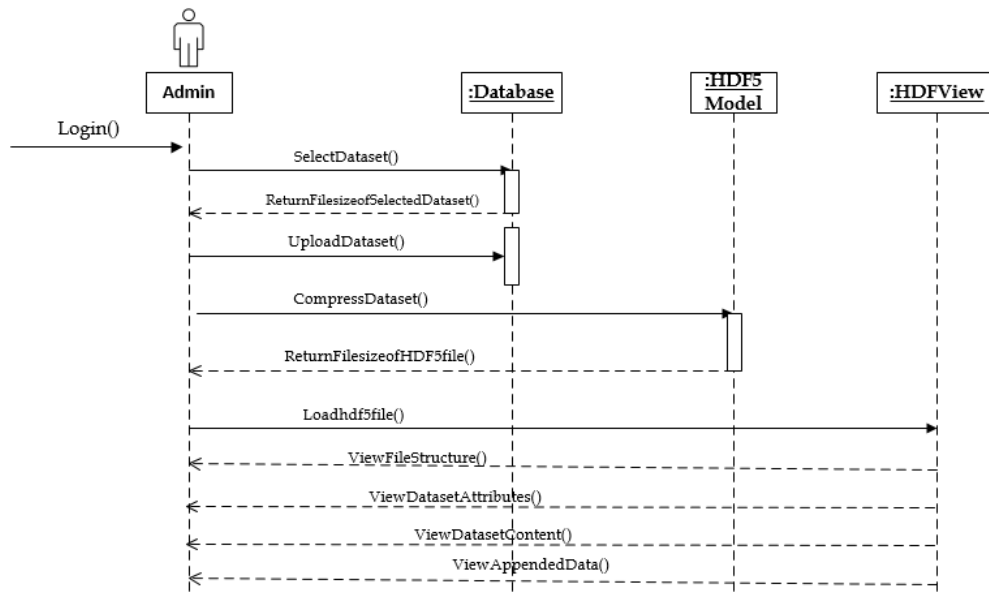 Admin
:Database
:HDF5
Model
:HDFView
Login()
SelectDataset()
ReturnFilesizeofSelectedDataset()
UploadDataset()
CompressDataset()
ReturnFilesizeofHDF5file()
Loadhdf5file()
ViewFileStructure()
ViewDatasetAttributes()
ViewDatasetContent()
ViewAppendedData()